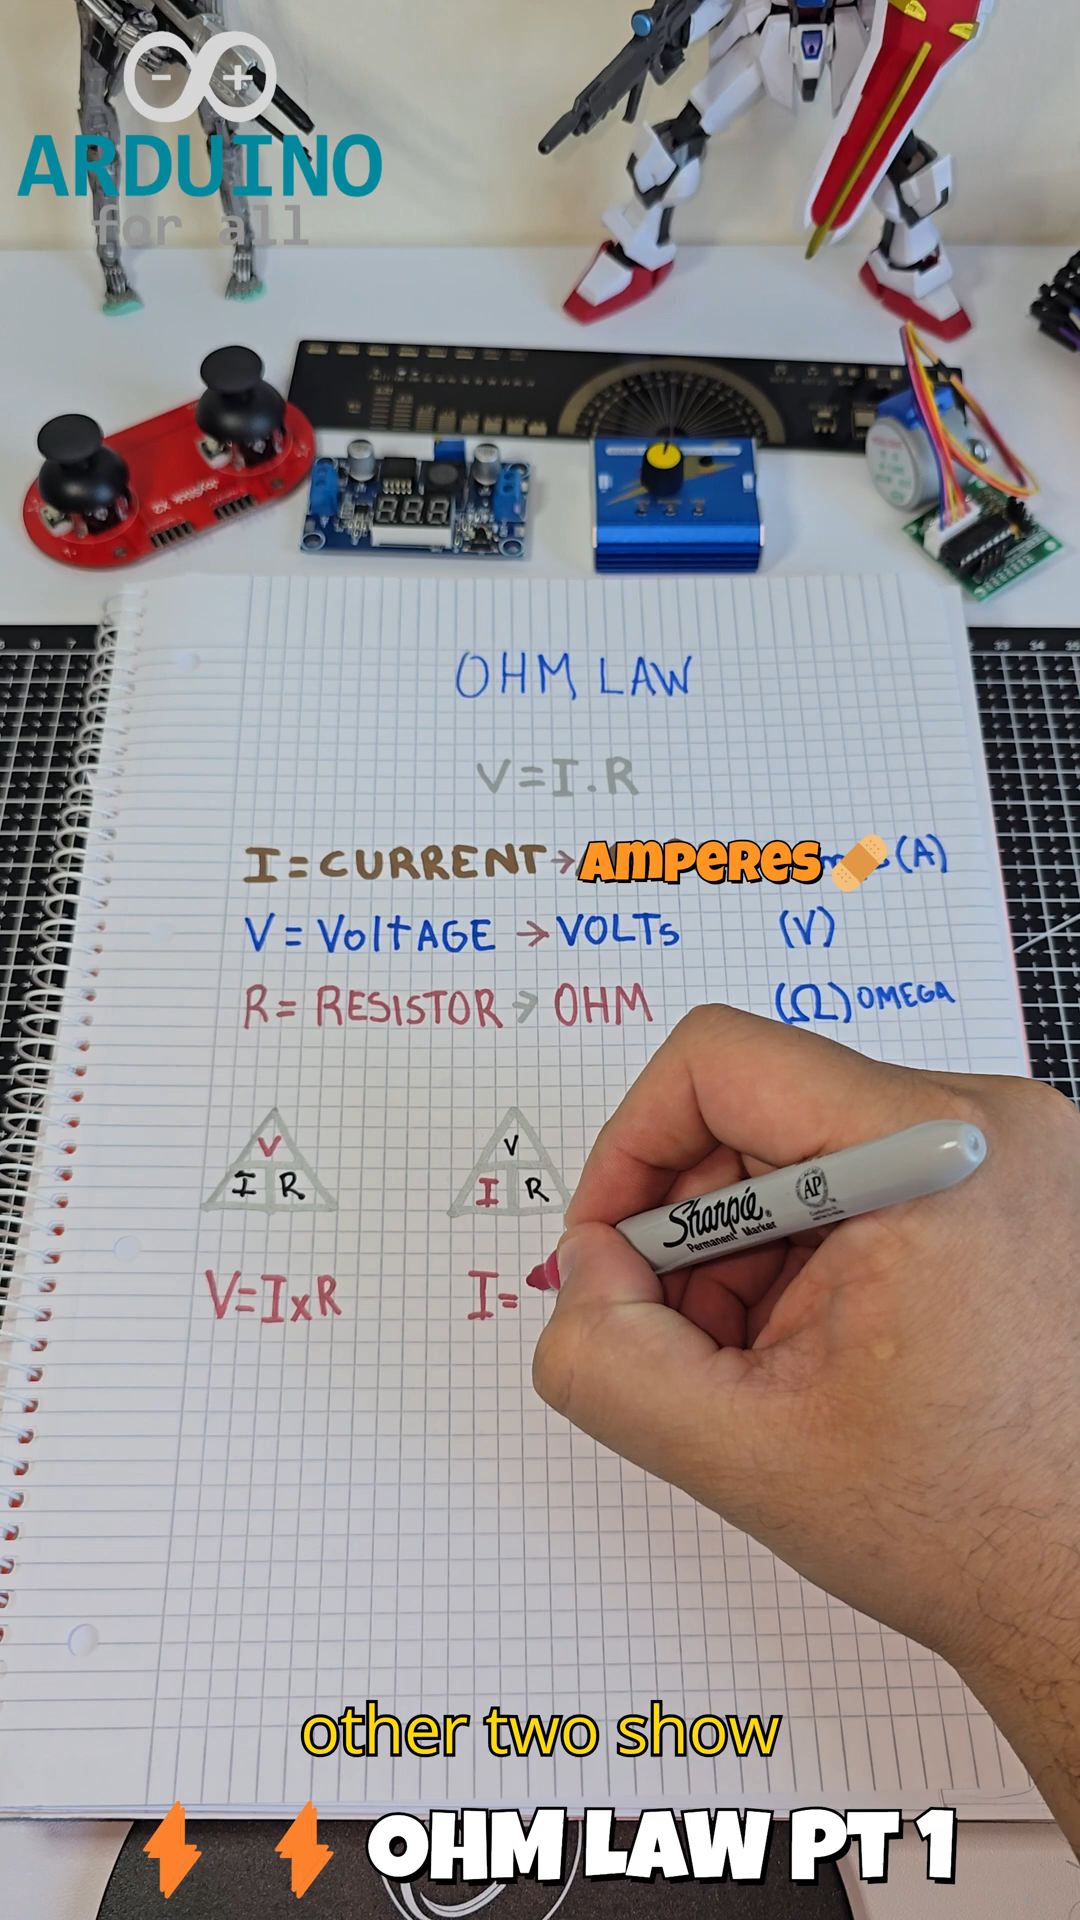 ARDUINO
for all
OHM LAW
V=I.R
I=CURRENT→AMPERES (A)
V=VoltAGE→VOLTs (V)
R=RESISTOR→OHM (Ω) OMEGA
V
I R
V
I R
V=IxR
I=
Sharpie
Permanent Marker
AP
other two show
OHM LAW PT 1